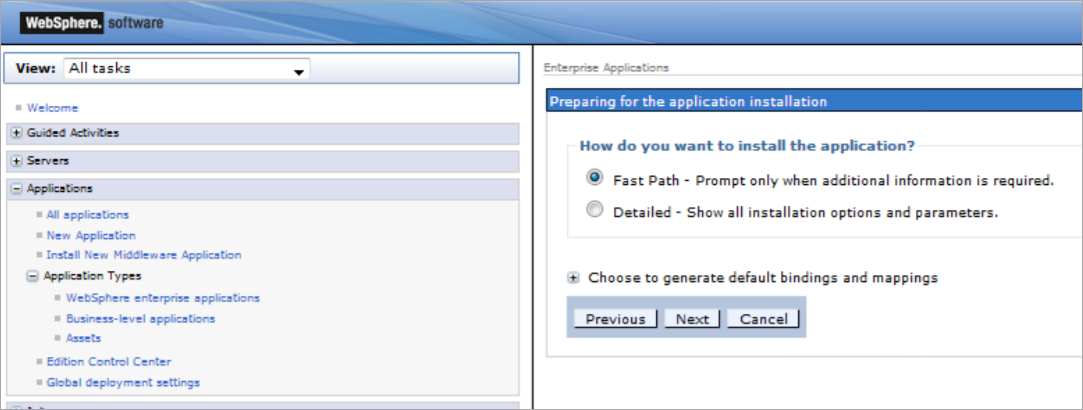 WebSphere. software
View: All tasks
Welcome
Guided Activities
Servers
Applications
All applications
New Application
Install New Middleware Application
Application Types
WebSphere enterprise applications
Business-level applications
Assets
Edition Control Center
Global deployment settings
Enterprise Applications
Preparing for the application installation
How do you want to install the application?
Fast Path - Prompt only when additional information is required.
Detailed - Show all installation options and parameters.
Choose to generate default bindings and mappings
Previous Next Cancel